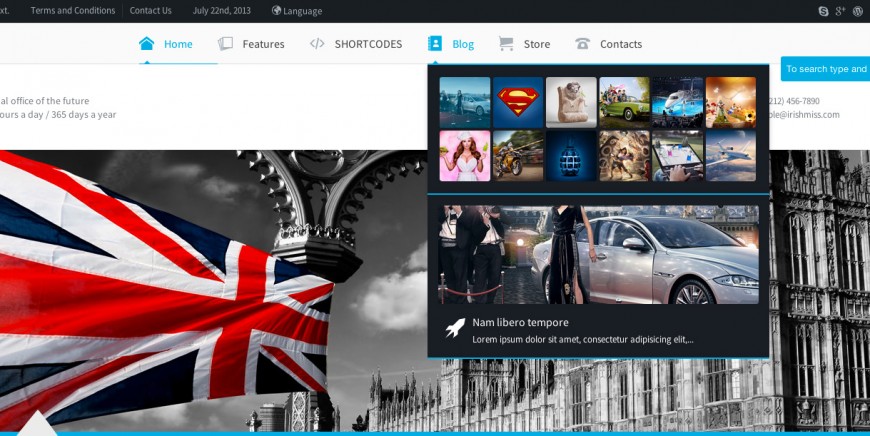 xt. Terms and Conditions Contact Us July 22nd, 2013 Language
Home Features SHORTCODES Blog Store Contacts
To search type and
al office of the future
ours a day / 365 days a year
212) 456-7890
ple@irishmiss.com
Nam libero tempore
Lorem ipsum dolor sit amet, consectetur adipisicing elit,...